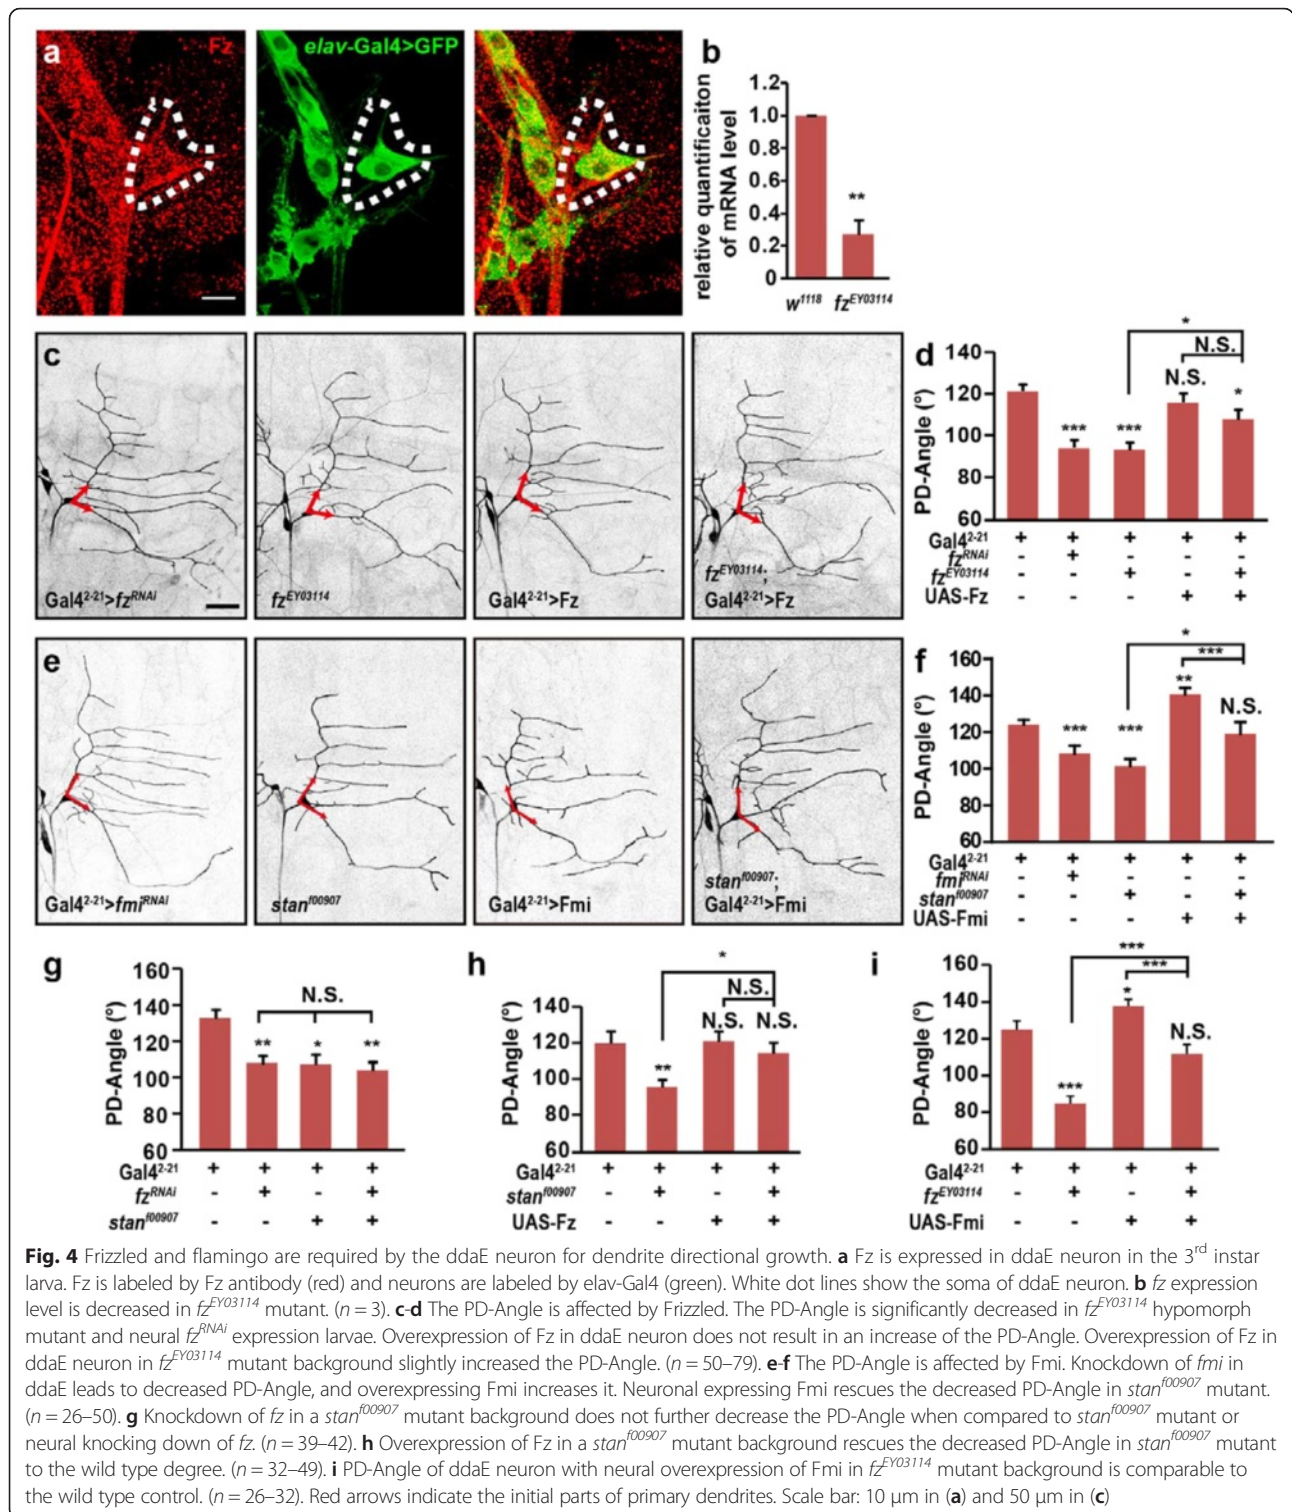 a
Fz
elav-Gal4>GFP
b
relative quantificaiton
of mRNA level
1.2
1.0
0.8
0.6
0.4
0.2
0
**
w1118 fzEY03114
c
Gal42-21>fzRNAi
fzEY03114
Gal42-21>Fz
fzEY03114;
Gal42-21>Fz
d
PD-Angle (°)
140
120
100
80
60
*
N.S.
N.S.
*
*** ***
Gal42-21 + + + + +
fzRNAi - + - - -
fzEY03114 - - + - +
UAS-Fz - - - + +
e
Gal42-21>fmiRNAi
stanf00907
Gal42-21>Fmi
stanf00907;
Gal42-21>Fmi
f
PD-Angle (°)
160
140
120
100
80
60
*
***
**
N.S.
*** ***
Gal42-21 + + + + +
fmiRNAi - + - - -
stanf00907 - - + - +
UAS-Fmi - - - + +
g
PD-Angle (°)
160
140
120
100
80
60
N.S.
** * **
Gal42-21 + + + +
fzRNAi - + - +
stanf00907 - - + +
h
PD-Angle (°)
140
120
100
80
60
*
N.S.
N.S. N.S.
**
Gal42-21 + + + +
stanf00907 - + - +
UAS-Fz - - + +
i
PD-Angle (°)
160
140
120
100
80
60
***
***
*
N.S.
***
Gal42-21 + + + +
fzEY03114 - + - +
UAS-Fmi - - + +
Fig. 4 Frizzled and flamingo are required by the ddaE neuron for dendrite directional growth. a Fz is expressed in ddaE neuron in the 3rd instar
larva. Fz is labeled by Fz antibody (red) and neurons are labeled by elav-Gal4 (green). White dot lines show the soma of ddaE neuron. b fz expression
level is decreased in fzEY03114 mutant. (n = 3). c-d The PD-Angle is affected by Frizzled. The PD-Angle is significantly decreased in fzEY03114 hypomorph
mutant and neural fzRNAi expression larvae. Overexpression of Fz in ddaE neuron does not result in an increase of the PD-Angle. Overexpression of Fz in
ddaE neuron in fzEY03114 mutant background slightly increased the PD-Angle. (n = 50–79). e-f The PD-Angle is affected by Fmi. Knockdown of fmi in
ddaE leads to decreased PD-Angle, and overexpressing Fmi increases it. Neuronal expressing Fmi rescues the decreased PD-Angle in stanf00907 mutant.
(n = 26–50). g Knockdown of fz in a stanf00907 mutant background does not further decrease the PD-Angle when compared to stanf00907 mutant or
neural knocking down of fz. (n = 39–42). h Overexpression of Fz in a stanf00907 mutant background rescues the decreased PD-Angle in stanf00907 mutant
to the wild type degree. (n = 32–49). i PD-Angle of ddaE neuron with neural overexpression of Fmi in fzEY03114 mutant background is comparable to
the wild type control. (n = 26–32). Red arrows indicate the initial parts of primary dendrites. Scale bar: 10 μm in (a) and 50 μm in (c)